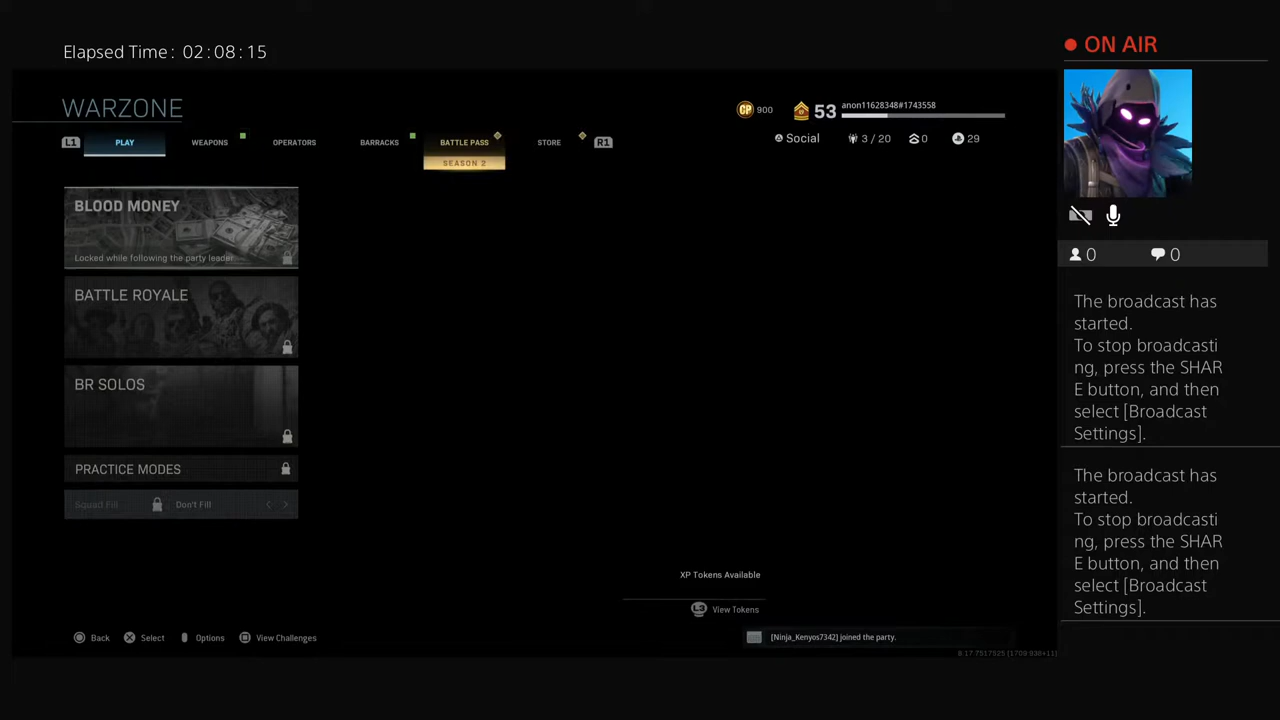 Elapsed Time: 02:08:15
ON AIR
WARZONE
CP 900
53
anon11628348#1743558
Social
3 / 20
0
29
L1
PLAY
WEAPONS
OPERATORS
BARRACKS
BATTLE PASS
STORE
R1
SEASON 2
BLOOD MONEY
Locked while following the party leader
BATTLE ROYALE
BR SOLOS
PRACTICE MODES
Squad Fill
Don't Fill
XP Tokens Available
L3 View Tokens
Back
Select
Options
View Challenges
[Ninja_Kenyos7342] joined the party.
0
0
The broadcast has
started.
To stop broadcasti
ng, press the SHAR
E button, and then
select [Broadcast
Settings].
The broadcast has
started.
To stop broadcasti
ng, press the SHAR
E button, and then
select [Broadcast
Settings].